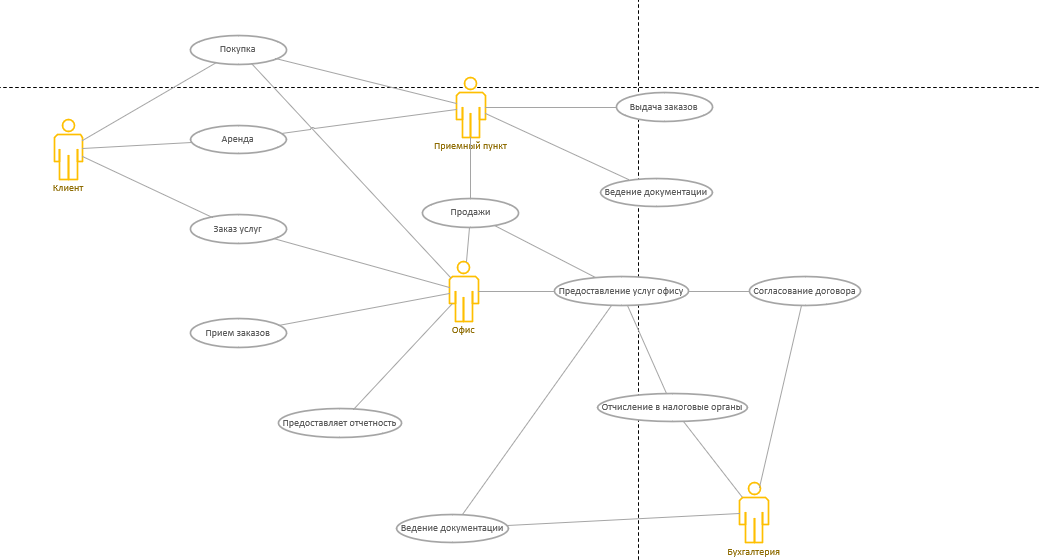 Покупка
Выдача заказов
Аренда
Приемный пункт
Клиент
Ведение документации
Продажи
Заказ услуг
Предоставление услуг офису
Согласование договора
Офис
Прием заказов
Отчисление в налоговые органы
Предоставляет отчетность
Ведение документации
Бухгалтерия